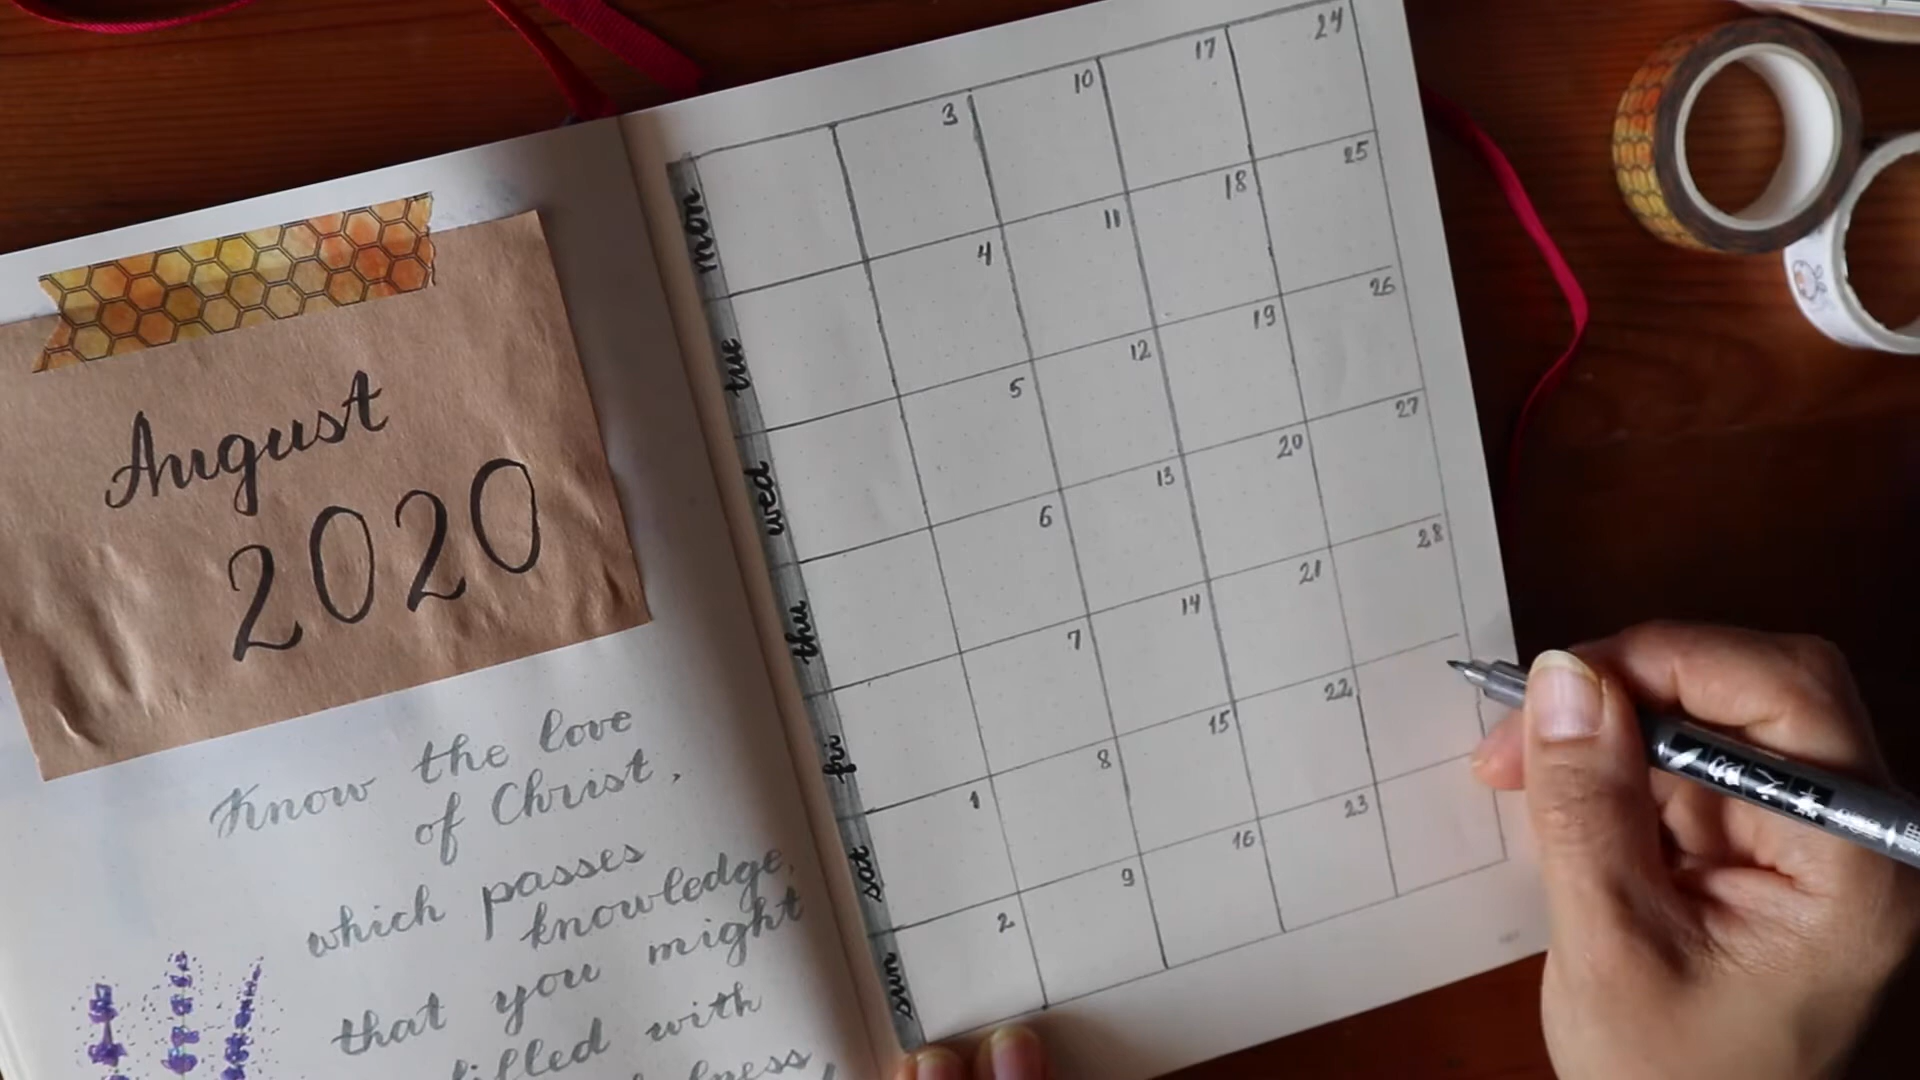 August
2020
Know the love
of Christ,
which passes
knowledge,
that you might
filled with
mon 3 10 17 24
tue 4 11 18 25
wed 5 12 19 26
thu 6 13 20 27
fri 7 14 21 28
sat 1 8 15 22
sun 2 9 16 23